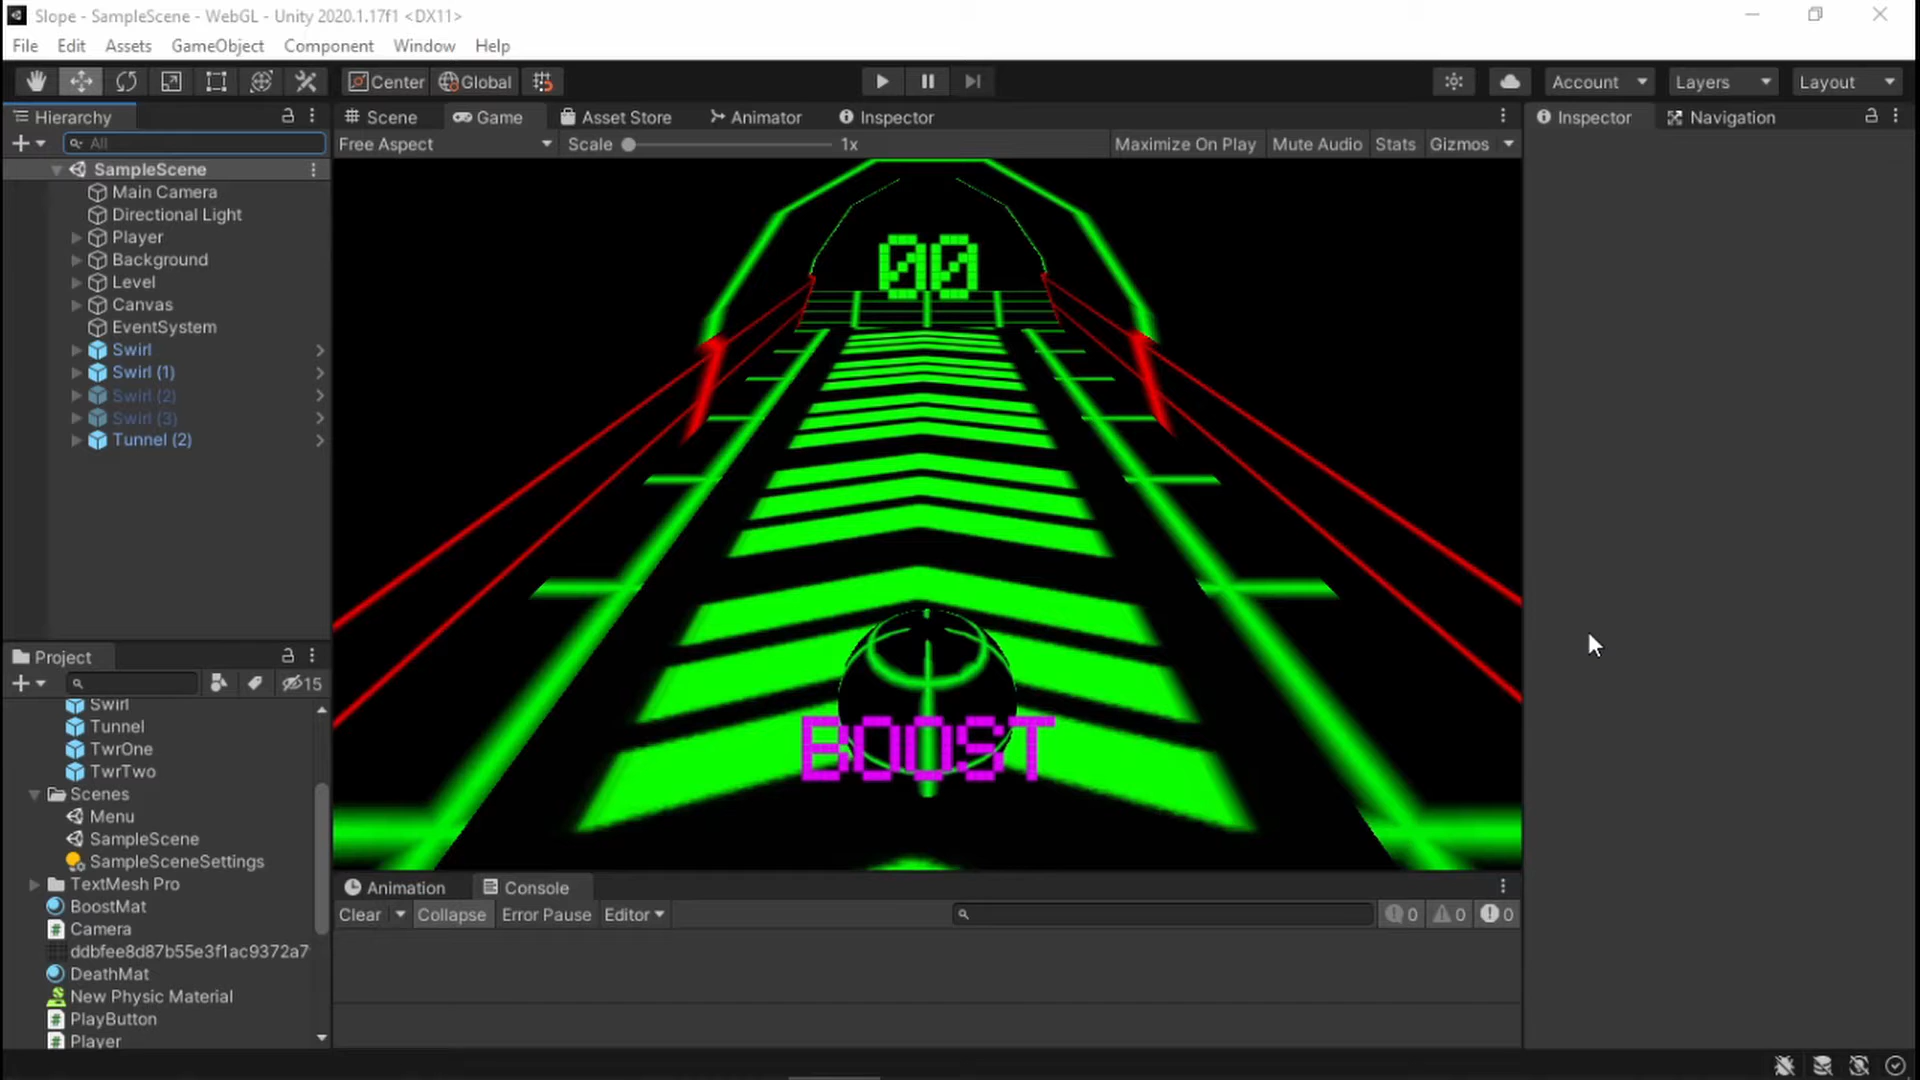 Slope - SampleScene - WebGL - Unity 2020.1.17f1 <DX11>
File Edit Assets GameObject Component Window Help
Center Global Account Layers Layout
Hierarchy
All
SampleScene
Main Camera
Directional Light
Player
Background
Level
Canvas
EventSystem
Swirl
Swirl (1)
Swirl (2)
Swirl (3)
Tunnel (2)
Project
15
Swirl
Tunnel
TwrOne
TwrTwo
Scenes
Menu
SampleScene
SampleSceneSettings
TextMesh Pro
BoostMat
Camera
ddbfee8d87b55e3f1ac9372a7
DeathMat
New Physic Material
PlayButton
Player
Scene Game Asset Store Animator Inspector
Free Aspect Scale 1x Maximize On Play Mute Audio Stats Gizmos
00
BOOST
Animation Console
Clear Collapse Error Pause Editor 0 0 0
Inspector Navigation